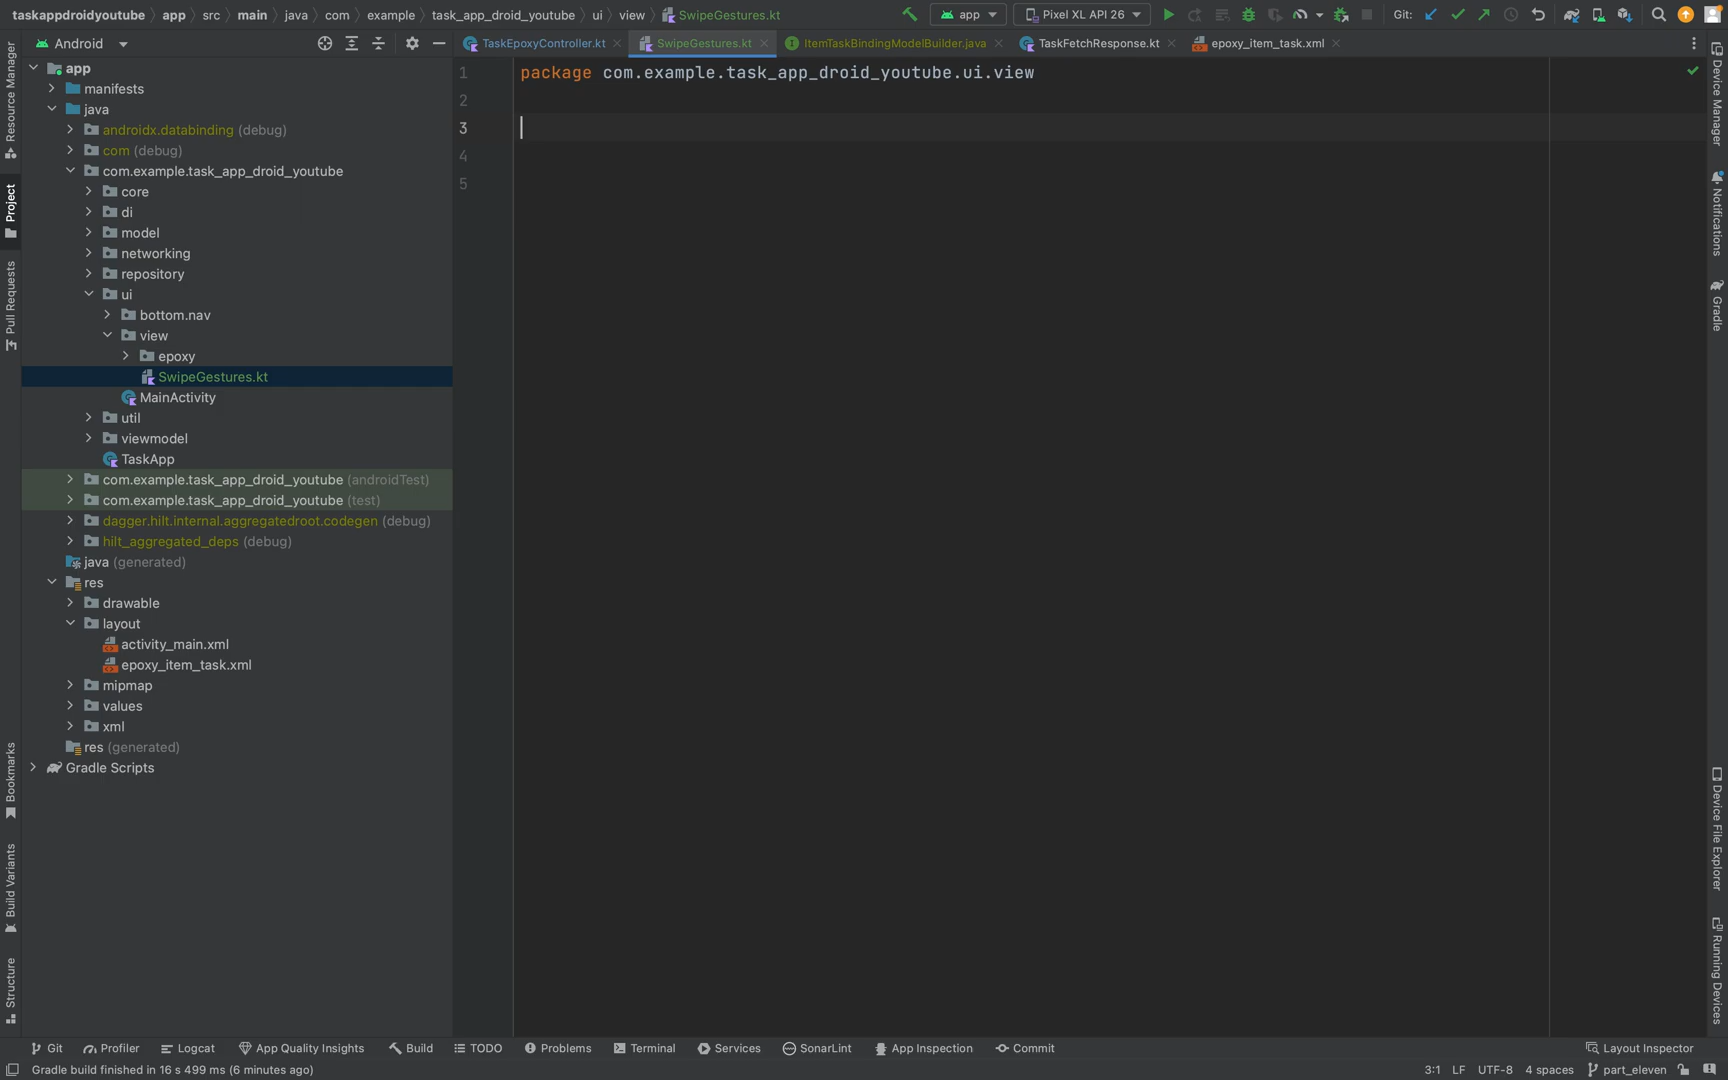 taskappdroidyoutube app src main java com example task_app_droid_youtube ui view SwipeGestures.kt
app Pixel XL API 26 Git:
Android
TaskEpoxyController.kt SwipeGestures.kt ItemTaskBindingModelBuilder.java TaskFetchResponse.kt epoxy_item_task.xml
Resource Manager
Project
Pull Requests
Bookmarks
Build Variants
Structure
app
manifests
java
androidx.databinding (debug)
com (debug)
com.example.task_app_droid_youtube
core
di
model
networking
repository
ui
bottom.nav
view
epoxy
SwipeGestures.kt
MainActivity
util
viewmodel
TaskApp
com.example.task_app_droid_youtube (androidTest)
com.example.task_app_droid_youtube (test)
dagger.hilt.internal.aggregatedroot.codegen (debug)
hilt_aggregated_deps (debug)
java (generated)
res
drawable
layout
activity_main.xml
epoxy_item_task.xml
mipmap
values
xml
res (generated)
Gradle Scripts
1 package com.example.task_app_droid_youtube.ui.view
2
3
4
5
Device Manager
Notifications
Gradle
Device File Explorer
Running Devices
Git Profiler Logcat App Quality Insights Build TODO Problems Terminal Services SonarLint App Inspection Commit Layout Inspector
Gradle build finished in 16 s 499 ms (6 minutes ago) 3:1 LF UTF-8 4 spaces part_eleven